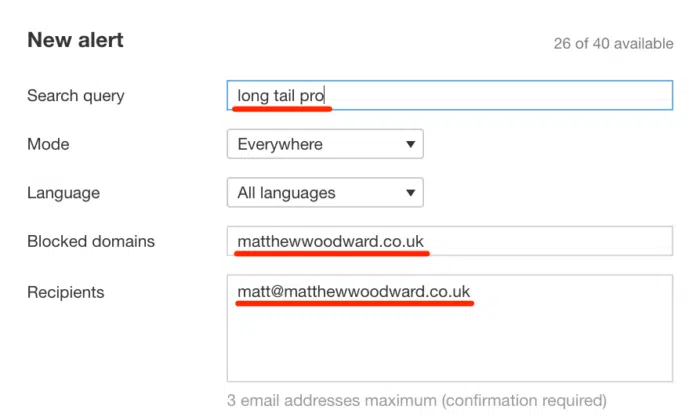 New alert
26 of 40 available
Search query
long tail pro
Mode
Everywhere
Language
All languages
Blocked domains
matthewwoodward.co.uk
Recipients
matt@matthewwoodward.co.uk
3 email addresses maximum (confirmation required)